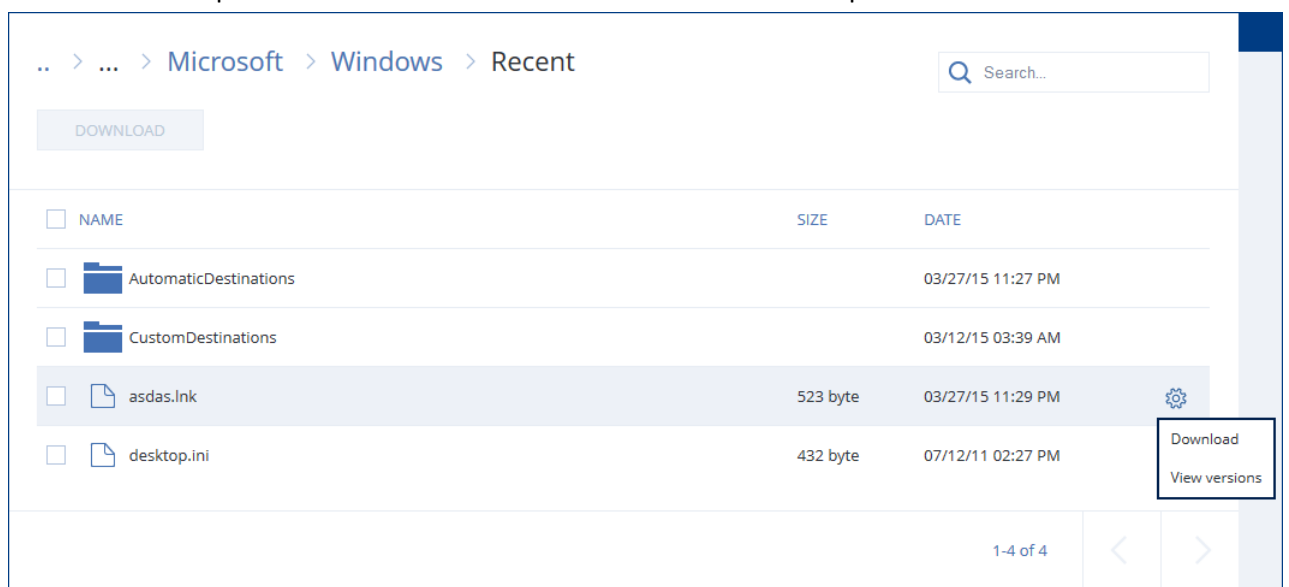 .. > ... > Microsoft > Windows > Recent
Search...
DOWNLOAD
NAME SIZE DATE
AutomaticDestinations 03/27/15 11:27 PM
CustomDestinations 03/12/15 03:39 AM
asdas.lnk 523 byte 03/27/15 11:29 PM
desktop.ini 432 byte 07/12/11 02:27 PM
Download
View versions
1-4 of 4